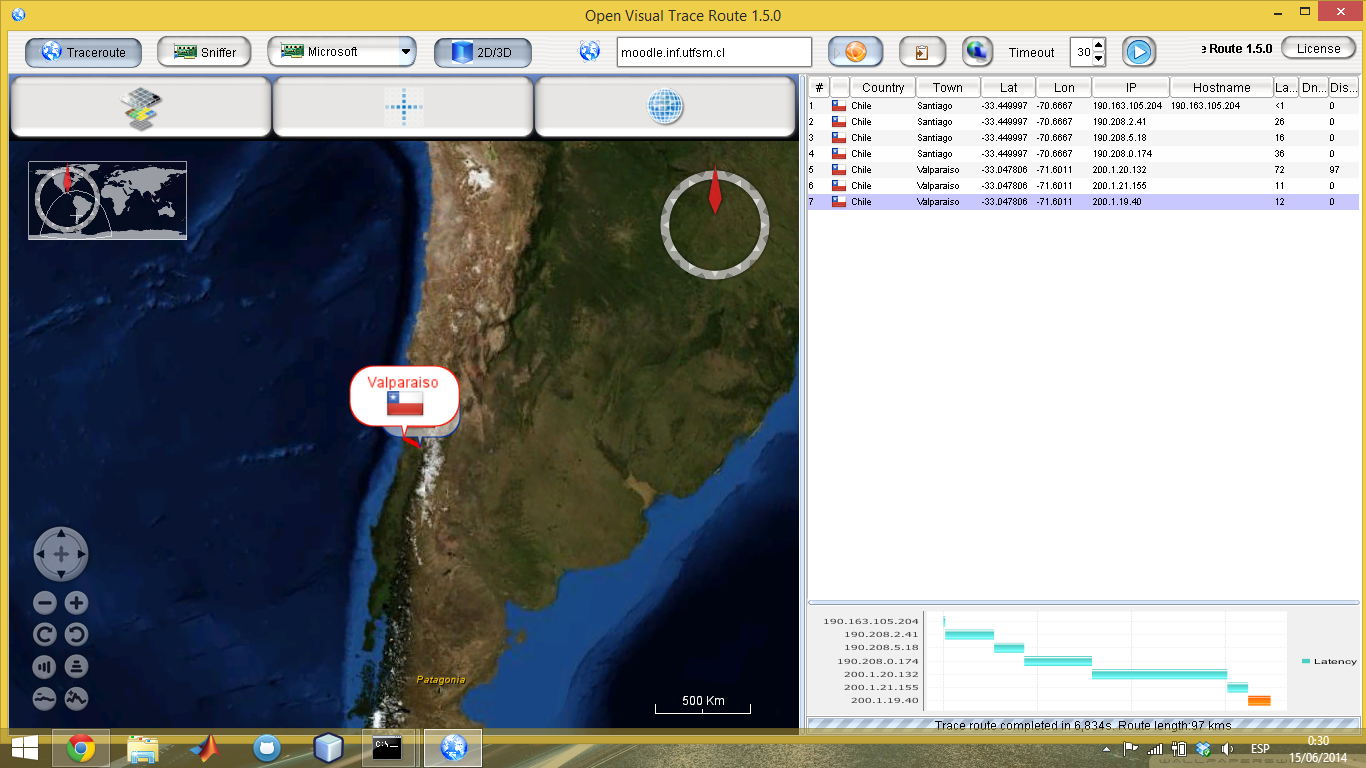 Open Visual Trace Route 1.5.0
Traceroute Sniffer Microsoft 2D/3D moodle.inf.utfsm.cl Timeout 30 e Route 1.5.0 License
# Country Town Lat Lon IP Hostname La... Dn... Dis...
1 Chile Santiago -33.449997 -70.6667 190.163.105.204 190.163.105.204 <1
2 Chile Santiago -33.449997 -70.6667 190.208.2.41 26 0
3 Chile Santiago -33.449997 -70.6667 190.208.5.18 16 0
4 Chile Santiago -33.449997 -70.6667 190.208.0.174 36 0
5 Chile Valparaiso -33.047806 -71.6011 200.1.20.132 72 97
6 Chile Valparaiso -33.047806 -71.6011 200.1.21.155 11 0
7 Chile Valparaiso -33.047806 -71.6011 200.1.19.40 12 0
Valparaiso
Patagonia
500 Km
190.163.105.204
190.208.2.41
190.208.5.18
190.208.0.174
200.1.20.132
200.1.21.155
200.1.19.40
Latency
Trace route completed in 6,834s. Route length:97 kms
C:\_
ESP
0:30
15/06/2014